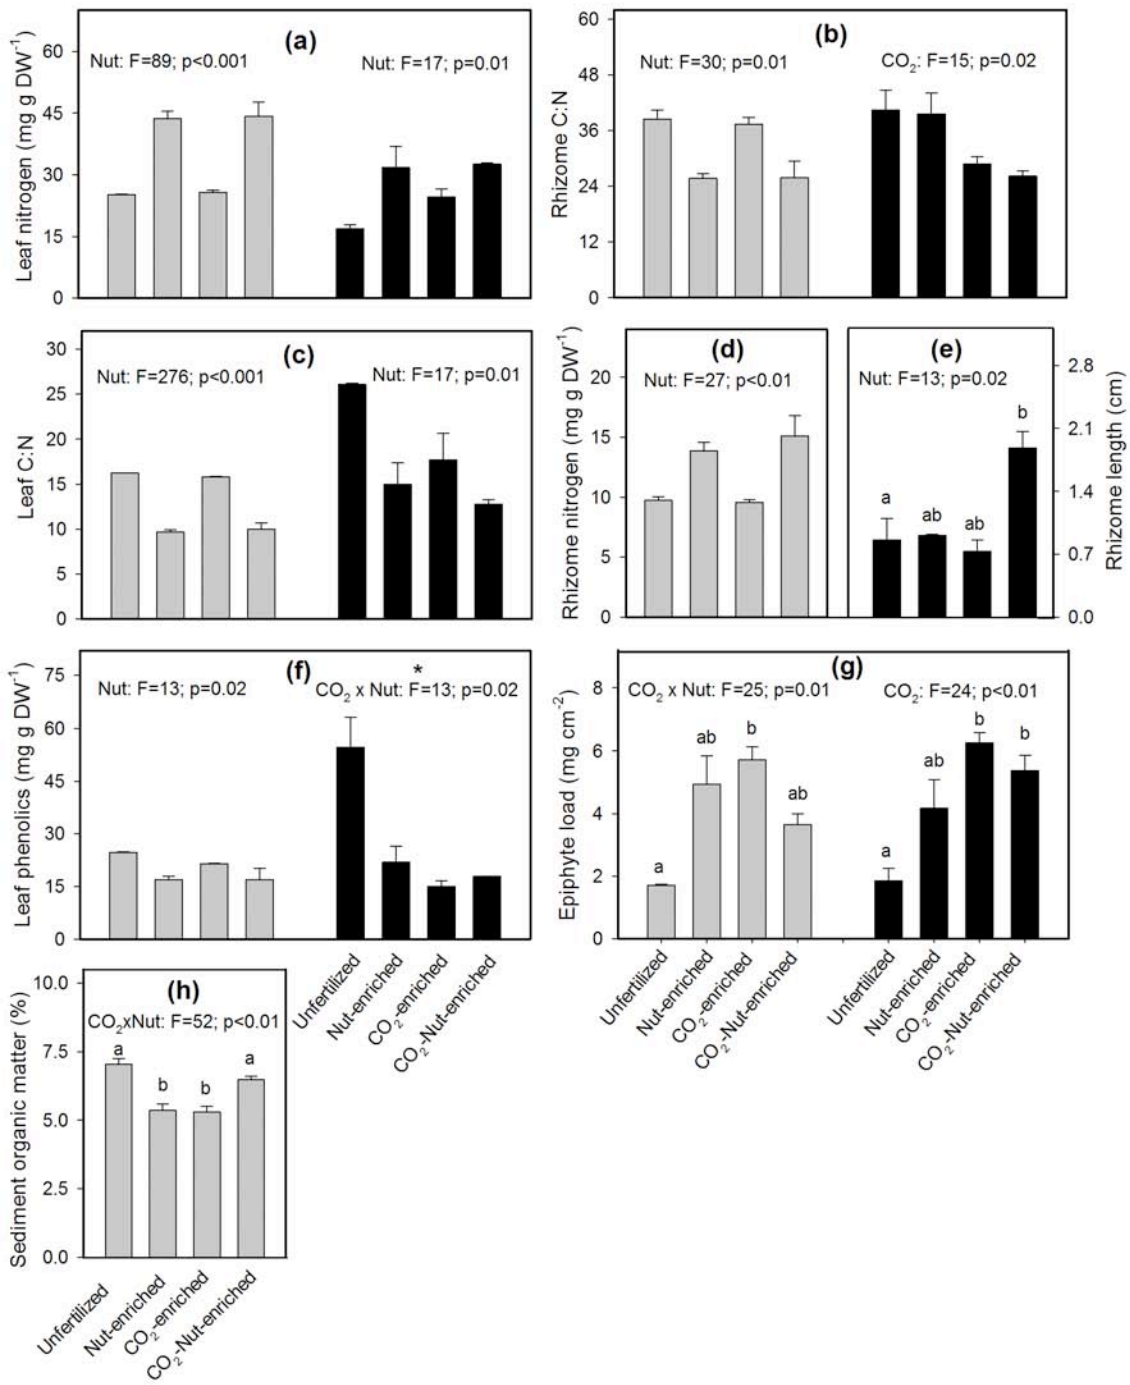 (a)
Nut: F=89; p<0.001
Nut: F=17; p=0.01
Leaf nitrogen (mg g DW⁻¹)
60
45
30
15
0
(b)
Nut: F=30; p=0.01
CO₂: F=15; p=0.02
Rhizome C:N
60
48
36
24
12
0
(c)
Nut: F=276; p<0.001
Nut: F=17; p=0.01
Leaf C:N
30
25
20
15
10
5
0
(d)
Nut: F=27; p<0.01
Rhizome nitrogen (mg g DW⁻¹)
20
15
10
5
0
(e)
Nut: F=13; p=0.02
a
ab
ab
b
2.8
2.1
1.4
0.7
0.0
Rhizome length (cm)
(f)
*
Nut: F=13; p=0.02
CO₂ x Nut: F=13; p=0.02
Leaf phenolics (mg g DW⁻¹)
75
60
45
30
15
0
Unfertilized
Nut-enriched
CO₂-enriched
CO₂-Nut-enriched
(g)
CO₂ x Nut: F=25; p=0.01
CO₂: F=24; p<0.01
Epiphyte load (mg cm⁻²)
8
6
4
2
0
a
ab
b
ab
a
ab
b
b
Unfertilized
Nut-enriched
CO₂-enriched
CO₂-Nut-enriched
Unfertilized
Nut-enriched
CO₂-enriched
CO₂-Nut-enriched
(h)
CO₂xNut: F=52; p<0.01
Sediment organic matter (%)
10.0
7.5
5.0
2.5
0.0
a
b
b
a
Unfertilized
Nut-enriched
CO₂-enriched
CO₂-Nut-enriched